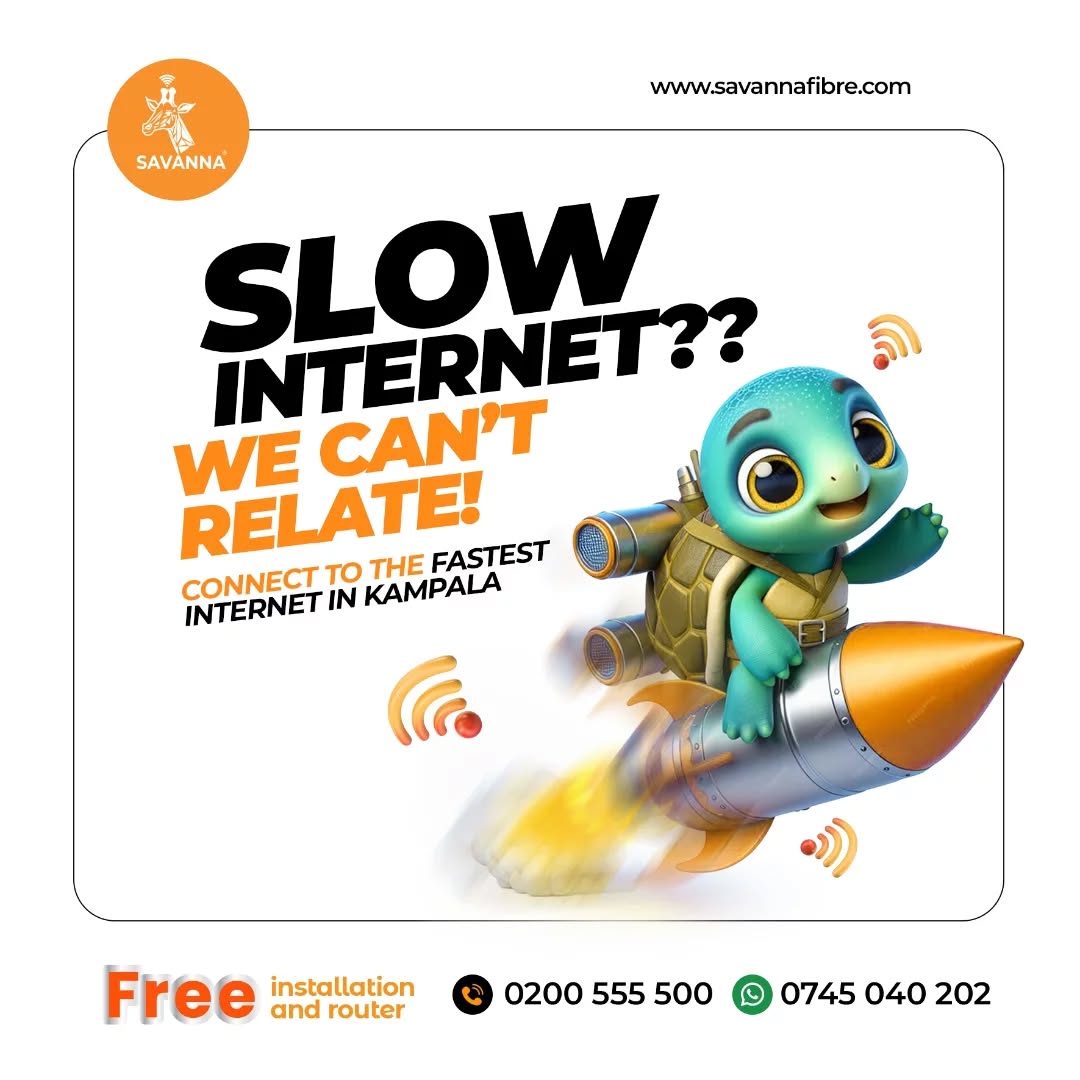 www.savannafibre.com
SAVANNA
SLOW
INTERNET??
WE CAN'T
RELATE!
CONNECT TO THE FASTEST
INTERNET IN KAMPALA
Free installation
and router
0200 555 500
0745 040 202